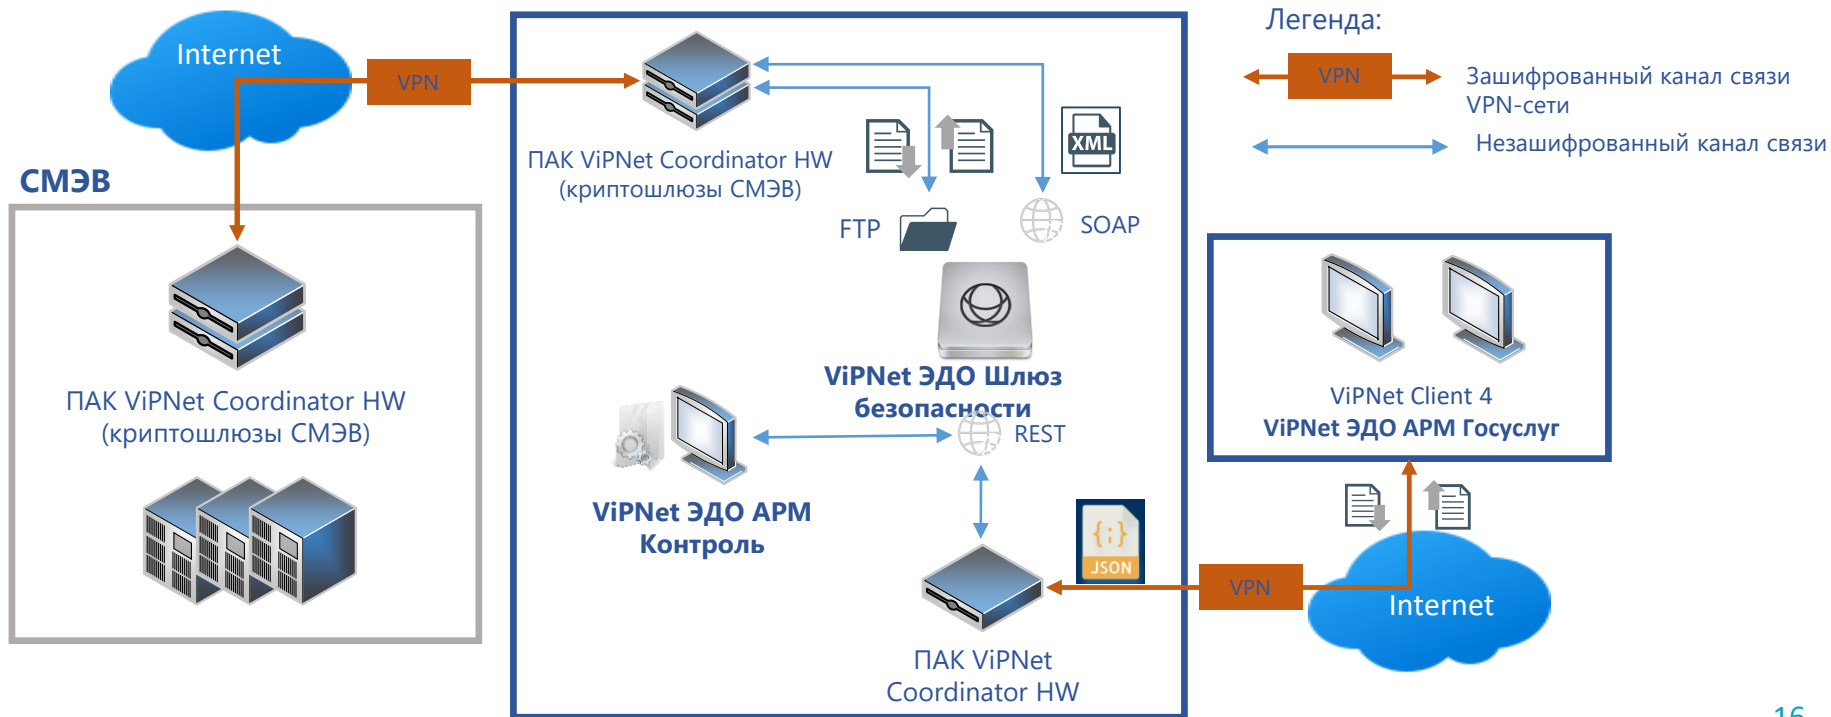 Internet
VPN
СМЭВ
ПАК ViPNet Coordinator HW
(криптошлюзы СМЭВ)
ПАК ViPNet Coordinator HW
(криптошлюзы СМЭВ)
XML
FTP
SOAP
ViPNet ЭДО Шлюз
безопасности
REST
ViPNet ЭДО АРМ
Контроль
{;}
JSON
ПАК ViPNet
Coordinator HW
VPN
Internet
ViPNet Client 4
ViPNet ЭДО АРМ Госуслуг
Легенда:
VPN
Зашифрованный канал связи
VPN-сети
Незашифрованный канал связи
16